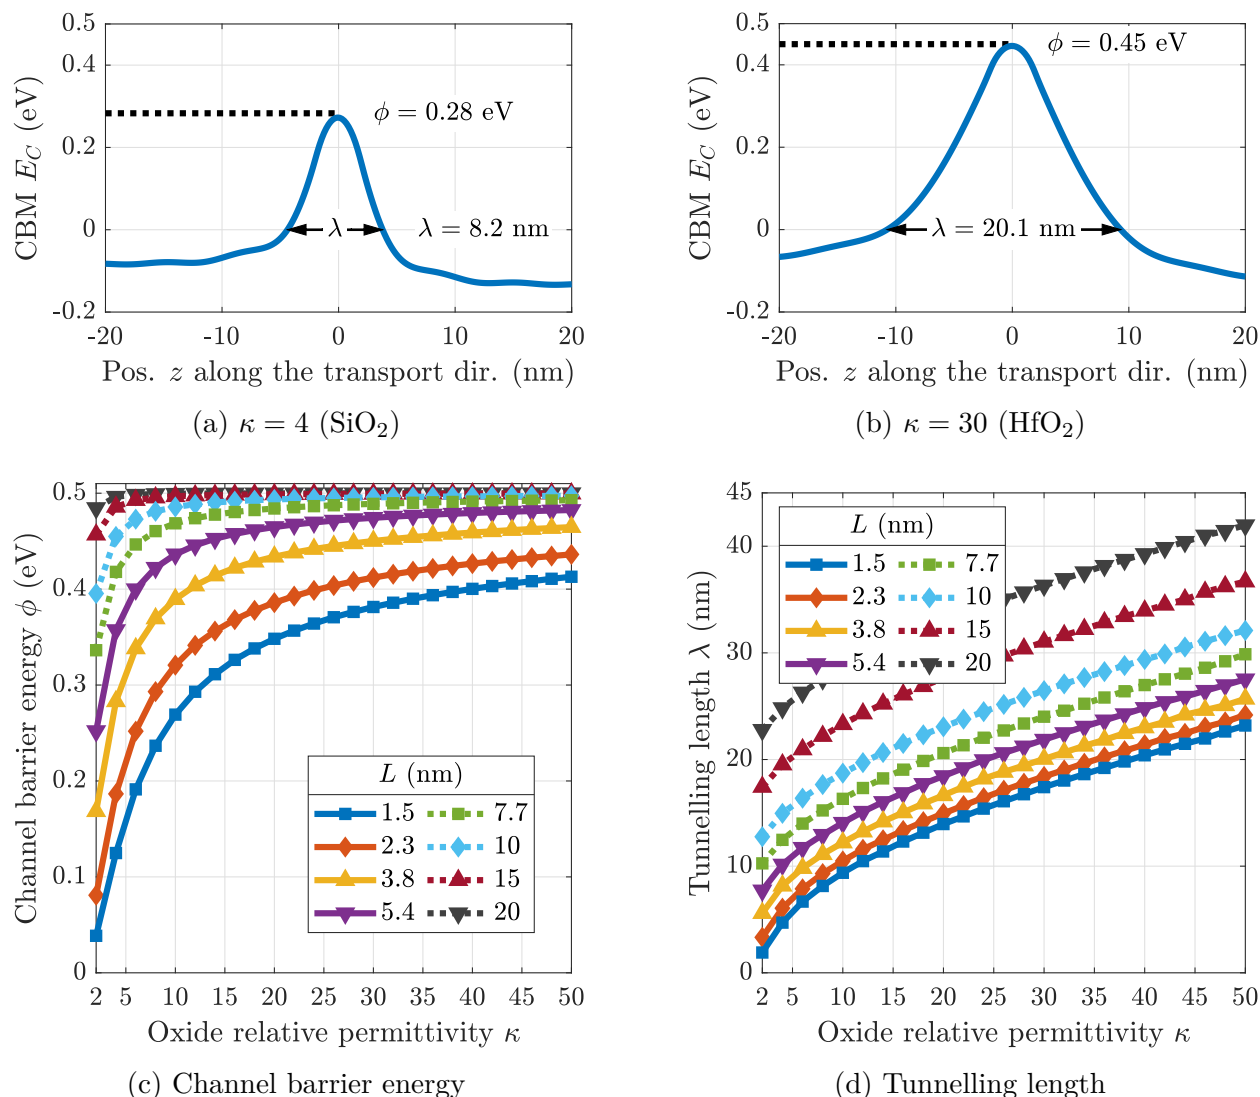 0.5
0.4
0.2
0
-0.2
CBM E_C (eV)
ϕ = 0.28 eV
λ
λ = 8.2 nm
-20 -10 0 10 20
Pos. z along the transport dir. (nm)
(a) κ = 4 (SiO₂)
0.5
0.4
0.2
0
-0.2
CBM E_C (eV)
ϕ = 0.45 eV
λ = 20.1 nm
-20 -10 0 10 20
Pos. z along the transport dir. (nm)
(b) κ = 30 (HfO₂)
0.5
0.4
0.3
0.2
0.1
0
Channel barrier energy ϕ (eV)
L (nm)
1.5 7.7
2.3 10
3.8 15
5.4 20
2 5 10 15 20 25 30 35 40 45 50
Oxide relative permittivity κ
(c) Channel barrier energy
45
40
30
20
10
0
Tunnelling length λ (nm)
L (nm)
1.5 7.7
2.3 10
3.8 15
5.4 20
2 5 10 15 20 25 30 35 40 45 50
Oxide relative permittivity κ
(d) Tunnelling length